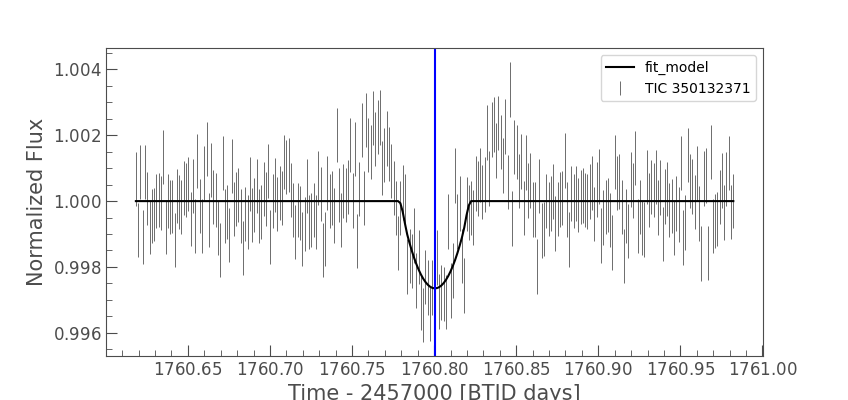 1.004
1.002
1.000
0.998
0.996
Normalized Flux
fit_model
TIC 350132371
1760.65 1760.70 1760.75 1760.80 1760.85 1760.90 1760.95 1761.00
Time - 2457000 [BTJD days]